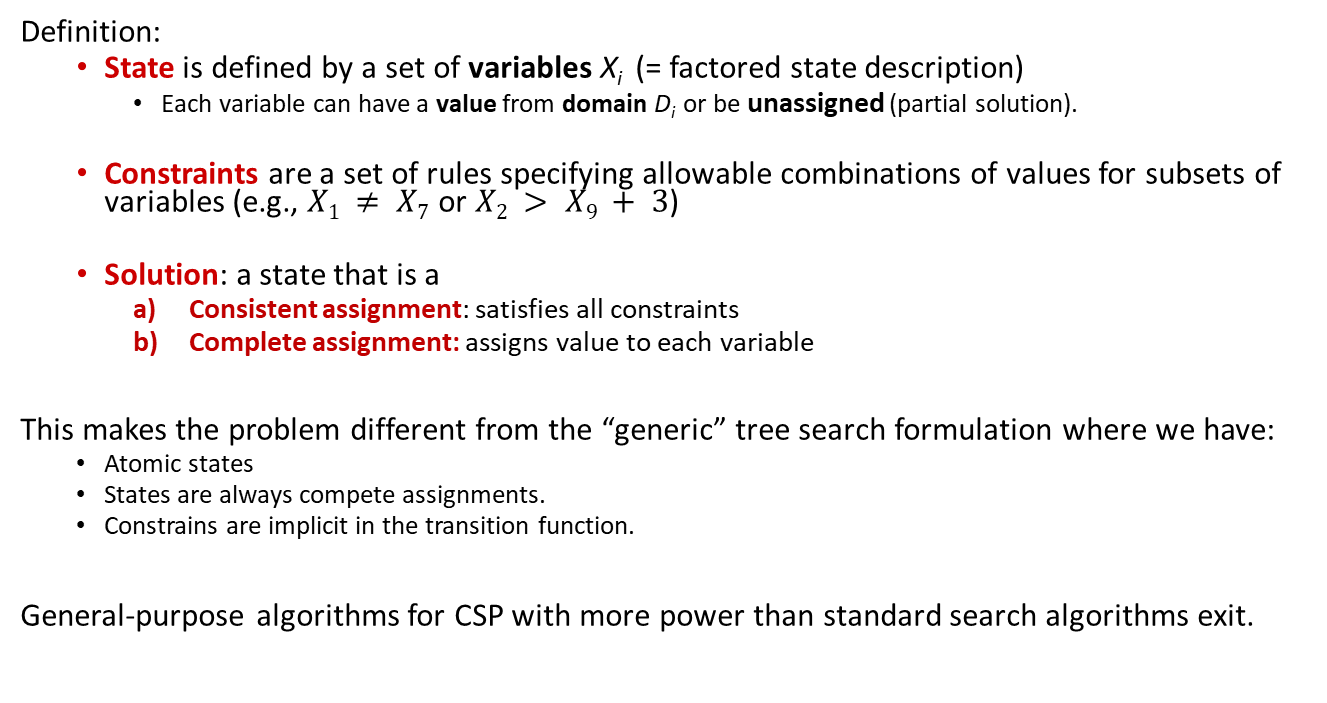 Definition:
• State is defined by a set of variables Xᵢ (= factored state description)
• Each variable can have a value from domain Dᵢ or be unassigned (partial solution).
• Constraints are a set of rules specifying allowable combinations of values for subsets of
variables (e.g., X₁ ≠ X₇ or X₂ > X₉ + 3)
• Solution: a state that is a
a) Consistent assignment: satisfies all constraints
b) Complete assignment: assigns value to each variable
This makes the problem different from the “generic” tree search formulation where we have:
• Atomic states
• States are always compete assignments.
• Constrains are implicit in the transition function.
General-purpose algorithms for CSP with more power than standard search algorithms exit.